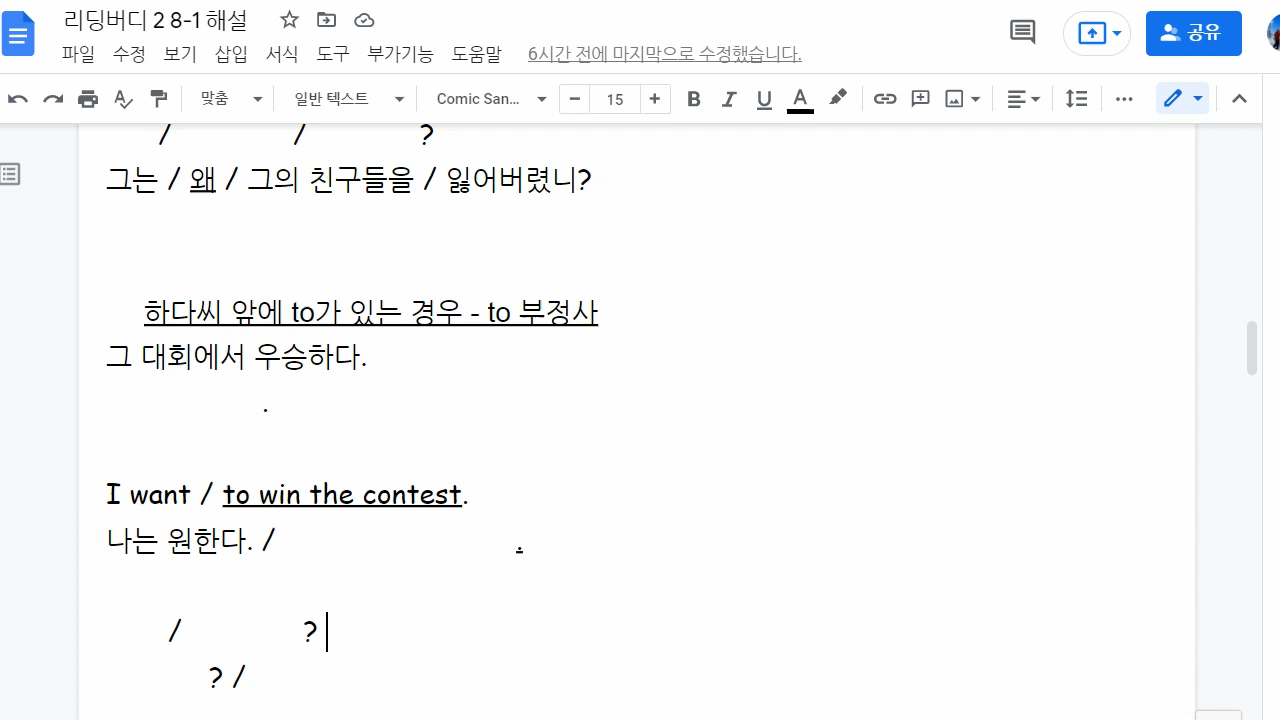 리딩버디 2 8-1 해설
파일 수정 보기 삽입 서식 도구 부가기능 도움말 6시간 전에 마지막으로 수정했습니다.
공유
맞춤 일반 텍스트 Comic San... 15 B I U A
/ / ?
그는 / 왜 / 그의 친구들을 / 잃어버렸니?
하다씨 앞에 to가 있는 경우 - to 부정사
그 대회에서 우승하다.
.
I want / to win the contest.
나는 원한다. / .
/ ?
? /